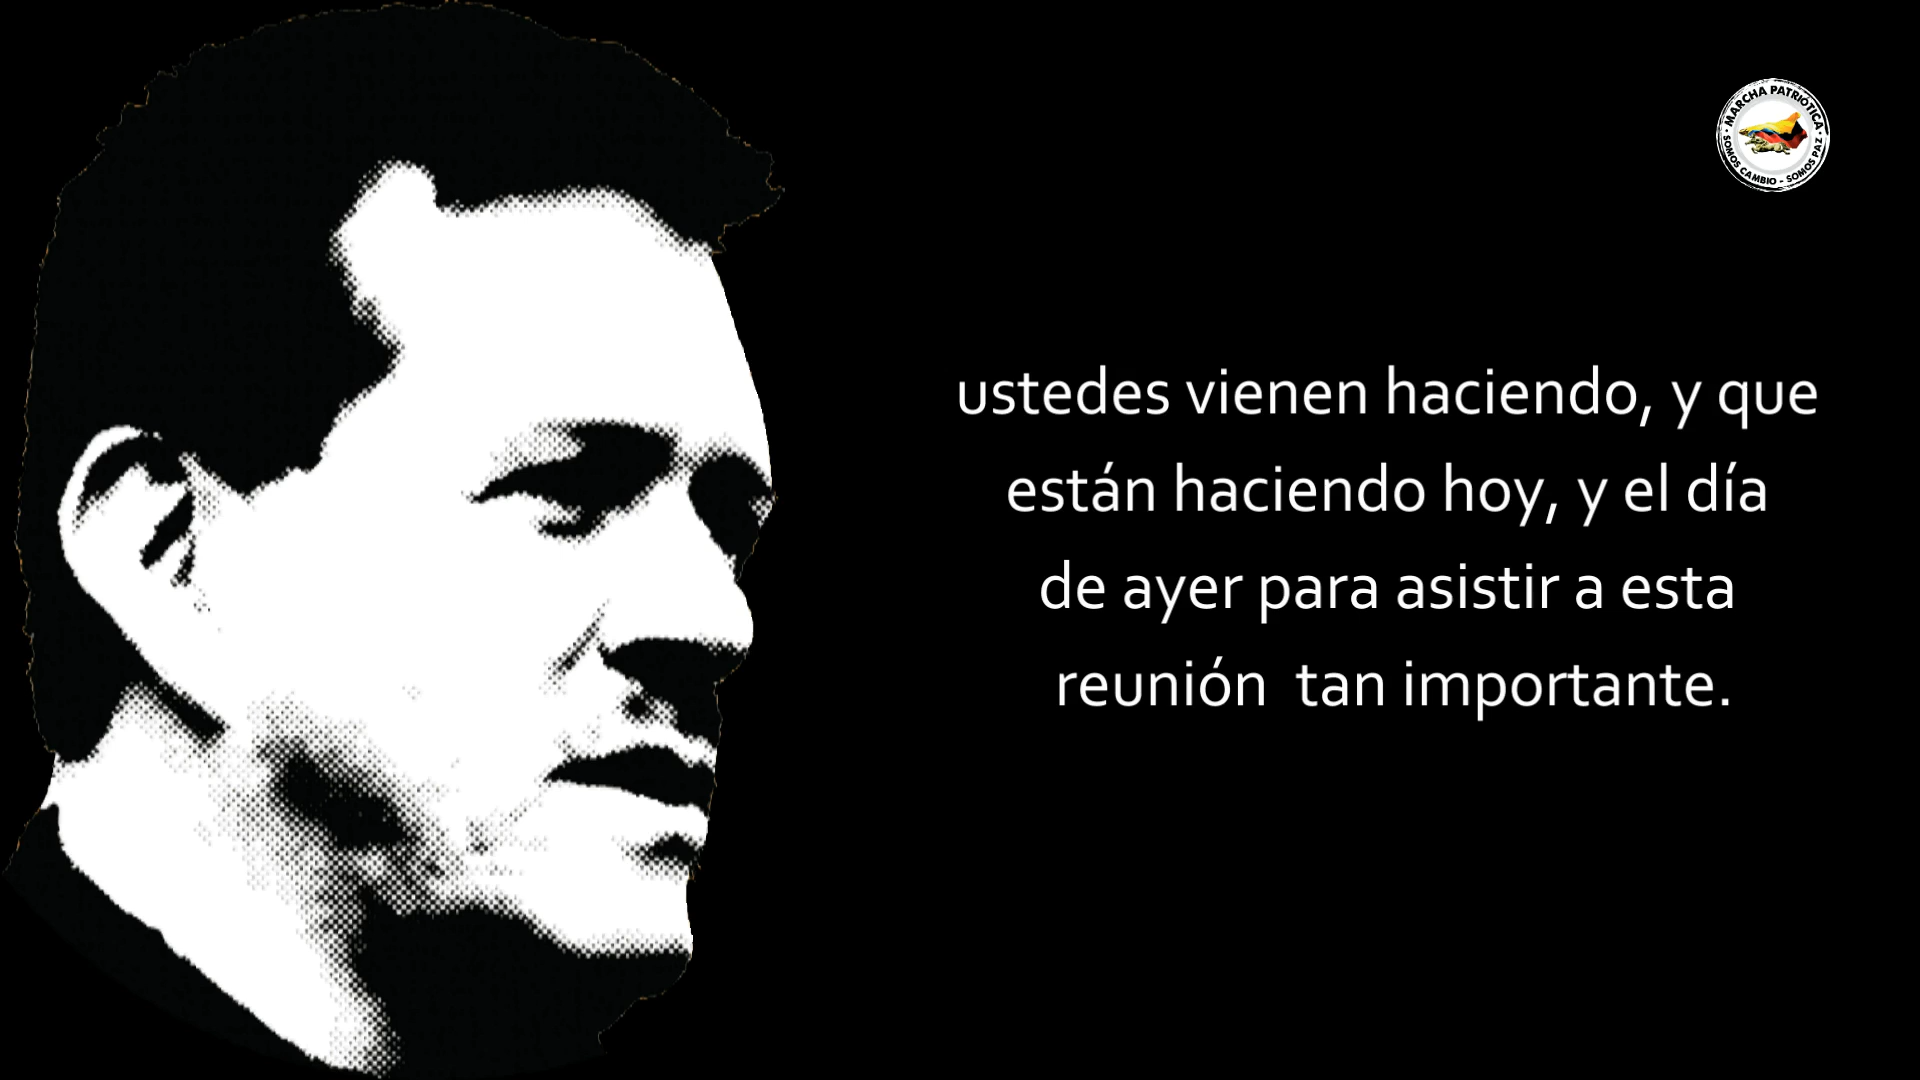 MARCHA PATRIÓTICA
SOMOS CAMBIO - SOMOS PAZ
ustedes vienen haciendo, y que
están haciendo hoy, y el día
de ayer para asistir a esta
reunión  tan importante.